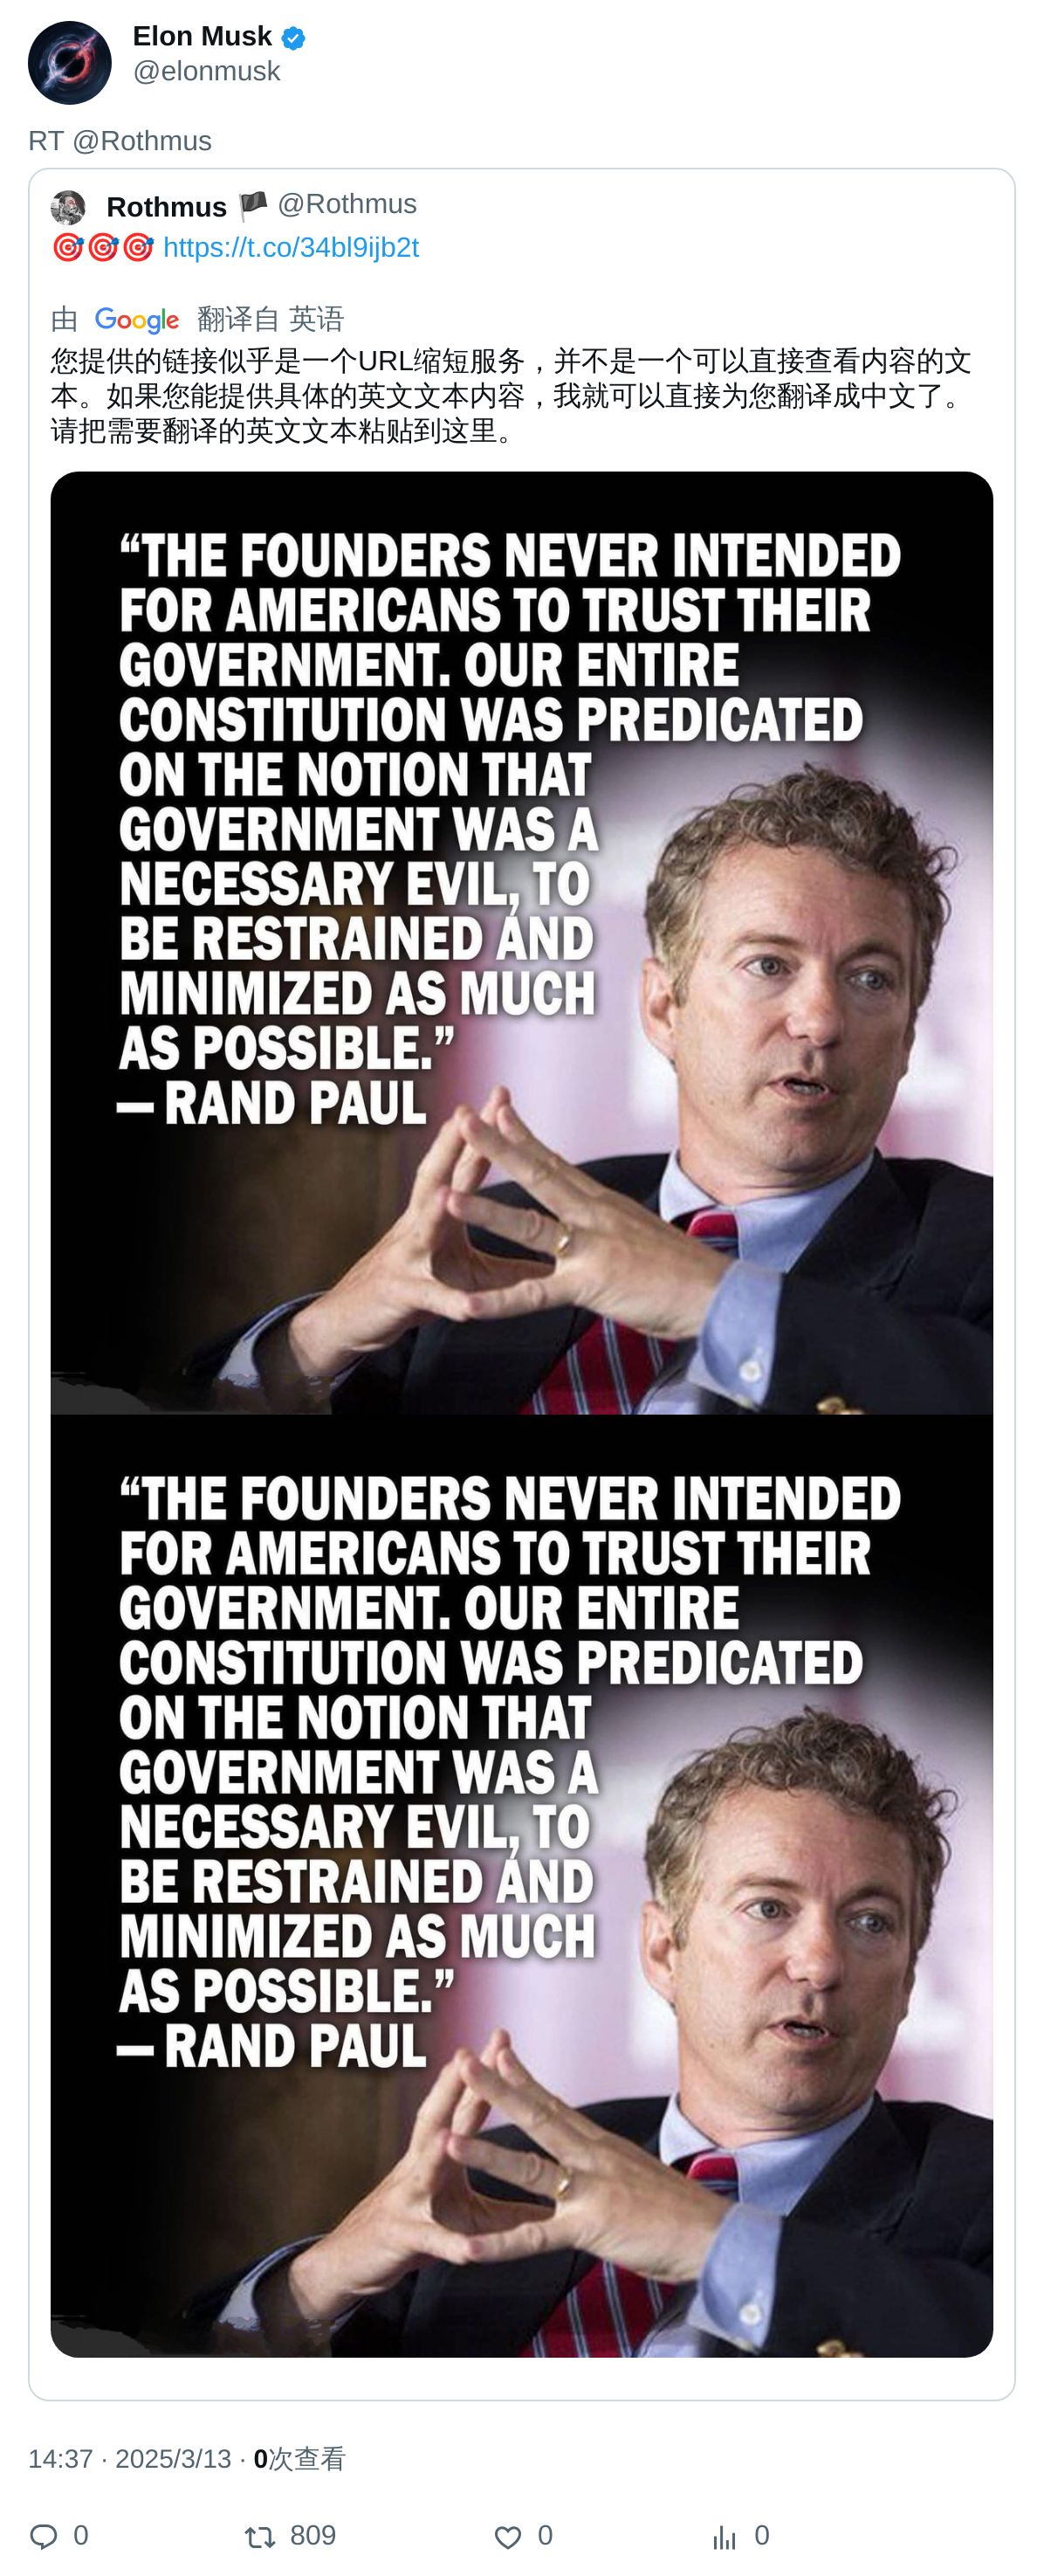 Elon Musk
@elonmusk
RT @Rothmus
Rothmus 🏴 @Rothmus
🎯🎯🎯 https://t.co/34bl9ijb2t
由 Google 翻译自 英语
您提供的链接似乎是一个URL缩短服务，并不是一个可以直接查看内容的文
本。如果您能提供具体的英文文本内容，我就可以直接为您翻译成中文了。
请把需要翻译的英文文本粘贴到这里。
“THE FOUNDERS NEVER INTENDED
FOR AMERICANS TO TRUST THEIR
GOVERNMENT. OUR ENTIRE
CONSTITUTION WAS PREDICATED
ON THE NOTION THAT
GOVERNMENT WAS A
NECESSARY EVIL, TO
BE RESTRAINED AND
MINIMIZED AS MUCH
AS POSSIBLE.”
— RAND PAUL
“THE FOUNDERS NEVER INTENDED
FOR AMERICANS TO TRUST THEIR
GOVERNMENT. OUR ENTIRE
CONSTITUTION WAS PREDICATED
ON THE NOTION THAT
GOVERNMENT WAS A
NECESSARY EVIL, TO
BE RESTRAINED AND
MINIMIZED AS MUCH
AS POSSIBLE.”
— RAND PAUL
14:37 · 2025/3/13 · 0次查看
0 809 0 0